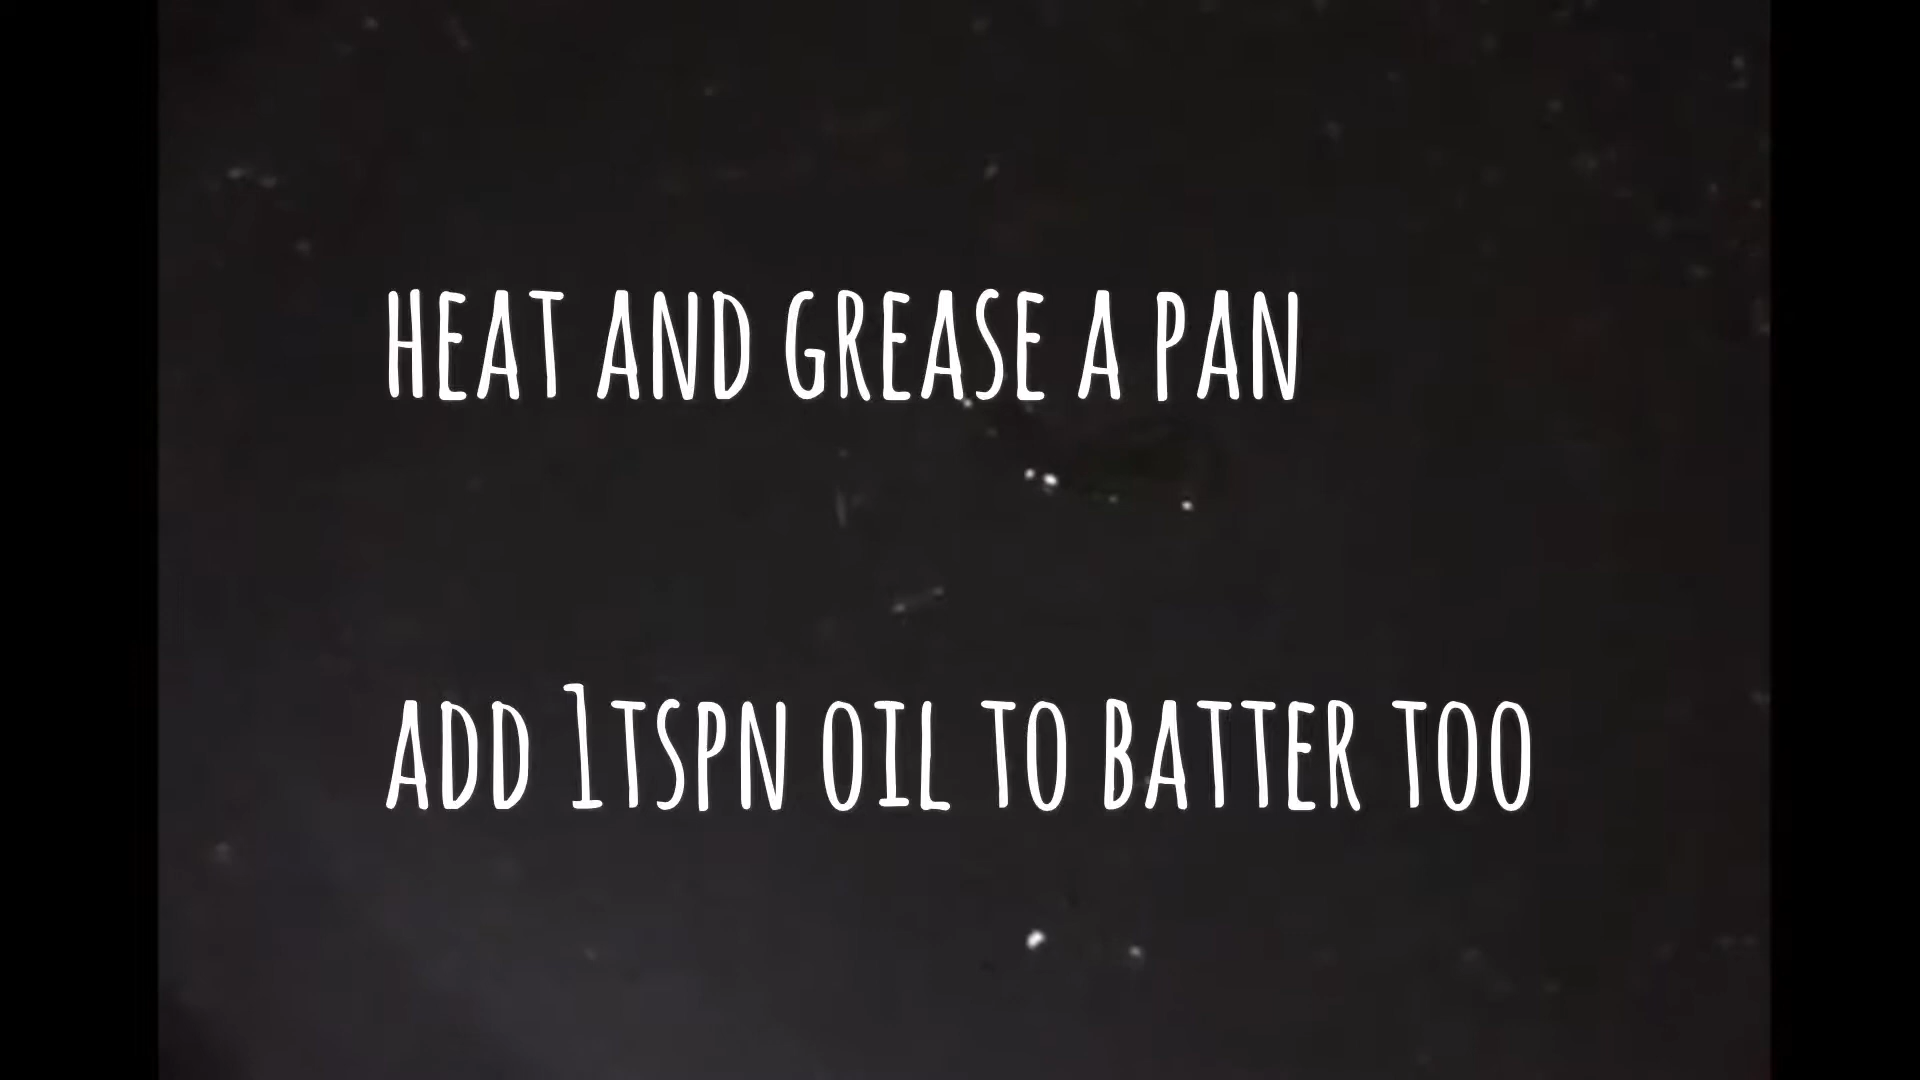 HEAT AND GREASE A PAN
ADD 1TSPN OIL TO BATTER TOO